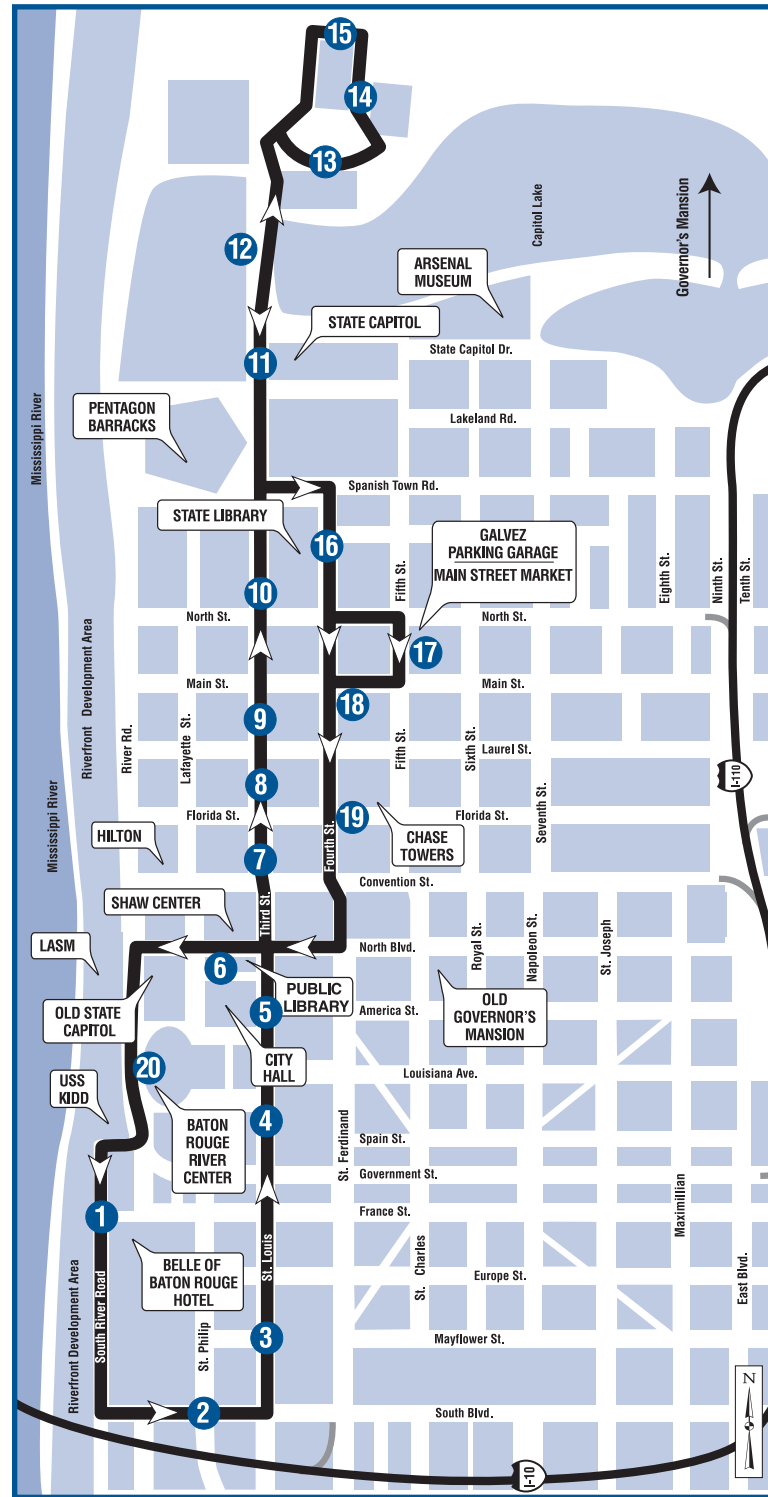 15
14
13
12
Capitol Lake
Governor's Mansion
ARSENAL
MUSEUM
STATE CAPITOL
11
State Capitol Dr.
Mississippi River
PENTAGON
BARRACKS
Lakeland Rd.
Spanish Town Rd.
STATE LIBRARY
16
GALVEZ
PARKING GARAGE
MAIN STREET MARKET
Fifth St.
Eighth St.
Ninth St.
Tenth St.
10
North St.
North St.
17
Riverfront Development Area
River Rd.
Lafayette St.
Main St.
Main St.
18
9
Fifth St.
Sixth St.
Laurel St.
Seventh St.
I-110
8
Mississippi River
Florida St.
19
Florida St.
HILTON
7
Fourth St.
CHASE
TOWERS
Convention St.
Third St.
SHAW CENTER
LASM
6
North Blvd.
Royal St.
Napoleon St.
St. Joseph
PUBLIC
LIBRARY
OLD STATE
CAPITOL
5
America St.
OLD
GOVERNOR'S
MANSION
CITY
HALL
20
Louisiana Ave.
USS
KIDD
BATON
ROUGE
RIVER
CENTER
4
St. Ferdinand
Spain St.
Government St.
Maximillian
1
France St.
BELLE OF
BATON ROUGE
HOTEL
St. Louis
St. Charles
Europe St.
East Blvd.
Riverfront Development Area
South River Road
St. Philip
3
Mayflower St.
N
2
South Blvd.
I-10